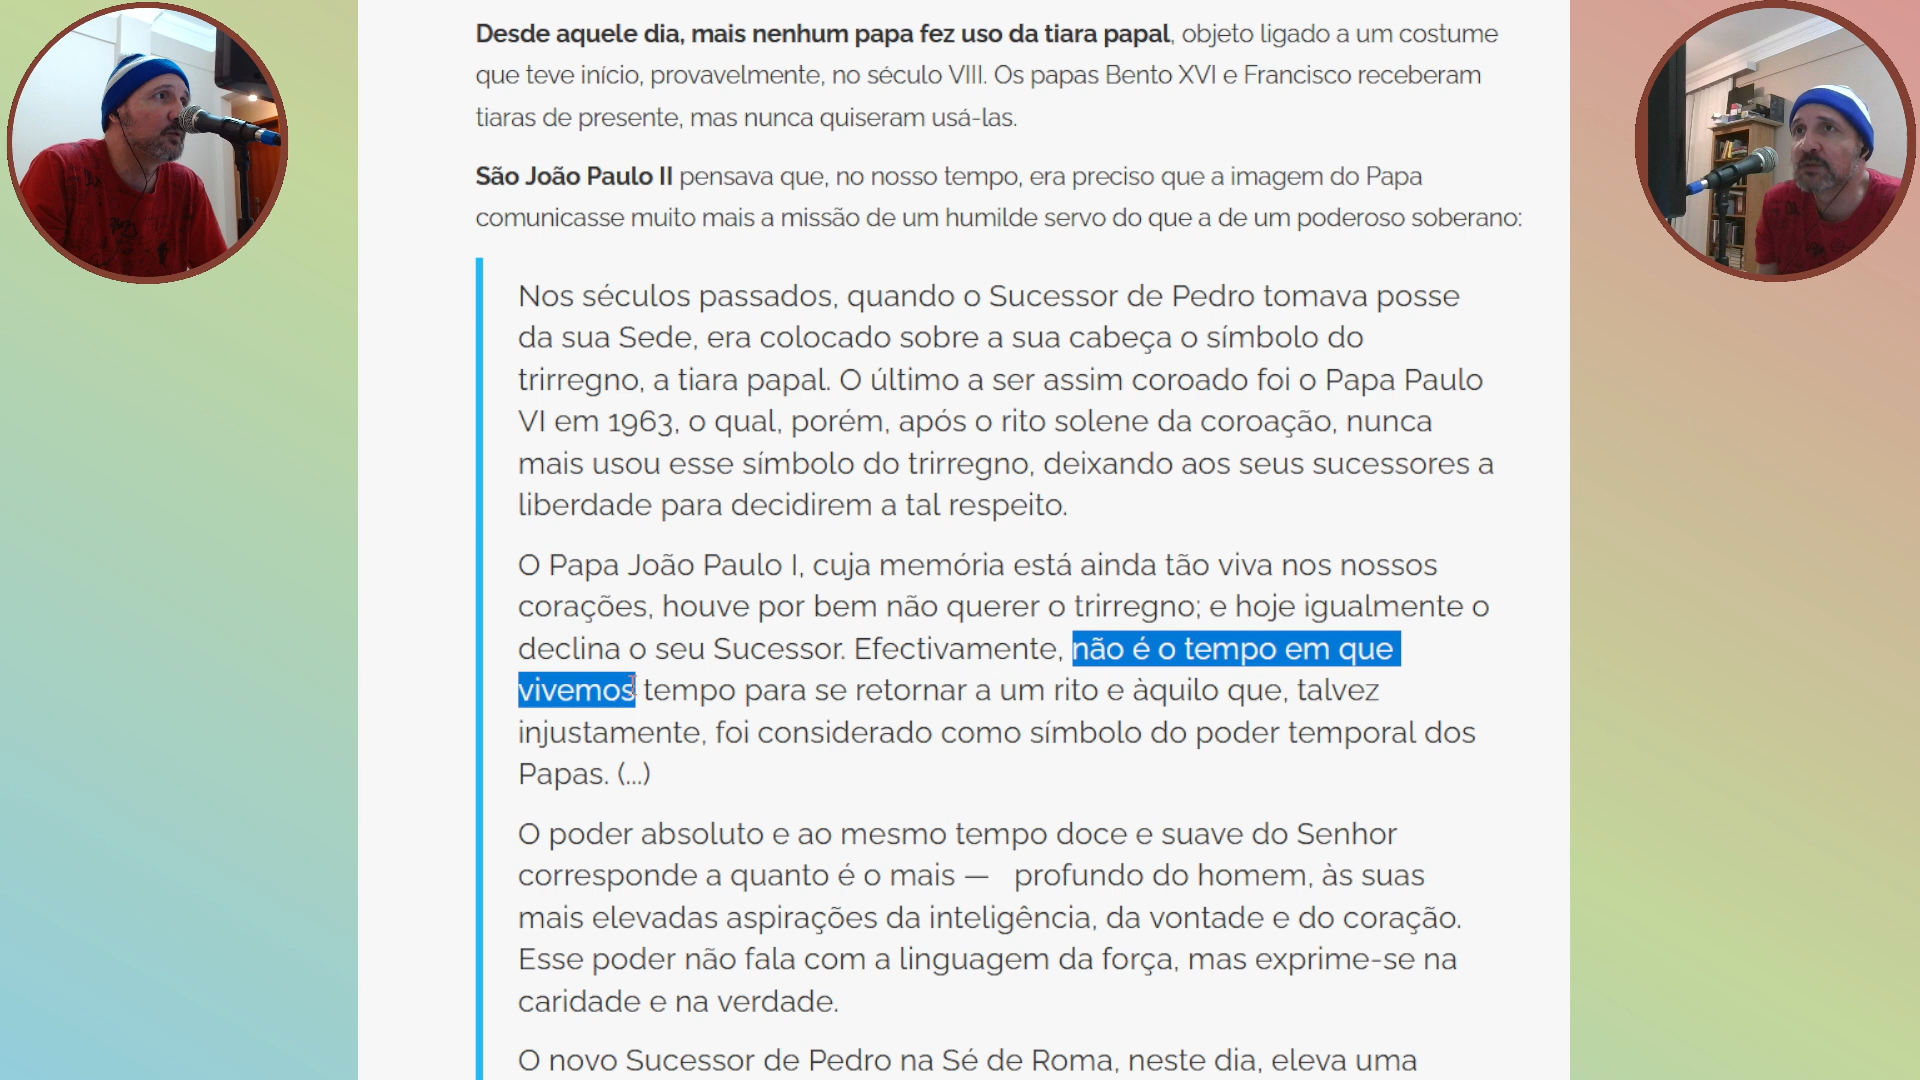 Desde aquele dia, mais nenhum papa fez uso da tiara papal, objeto ligado a um costume
que teve início, provavelmente, no século VIII. Os papas Bento XVI e Francisco receberam
tiaras de presente, mas nunca quiseram usá-las.
São João Paulo II pensava que, no nosso tempo, era preciso que a imagem do Papa
comunicasse muito mais a missão de um humilde servo do que a de um poderoso soberano:
Nos séculos passados, quando o Sucessor de Pedro tomava posse
da sua Sede, era colocado sobre a sua cabeça o símbolo do
trirregno, a tiara papal. O último a ser assim coroado foi o Papa Paulo
VI em 1963, o qual, porém, após o rito solene da coroação, nunca
mais usou esse símbolo do trirregno, deixando aos seus sucessores a
liberdade para decidirem a tal respeito.
O Papa João Paulo I, cuja memória está ainda tão viva nos nossos
corações, houve por bem não querer o trirregno; e hoje igualmente o
declina o seu Sucessor. Efectivamente, não é o tempo em que
vivemos tempo para se retornar a um rito e àquilo que, talvez
injustamente, foi considerado como símbolo do poder temporal dos
Papas. (...)
O poder absoluto e ao mesmo tempo doce e suave do Senhor
corresponde a quanto é o mais — profundo do homem, às suas
mais elevadas aspirações da inteligência, da vontade e do coração.
Esse poder não fala com a linguagem da força, mas exprime-se na
caridade e na verdade.
O novo Sucessor de Pedro na Sé de Roma, neste dia, eleva uma